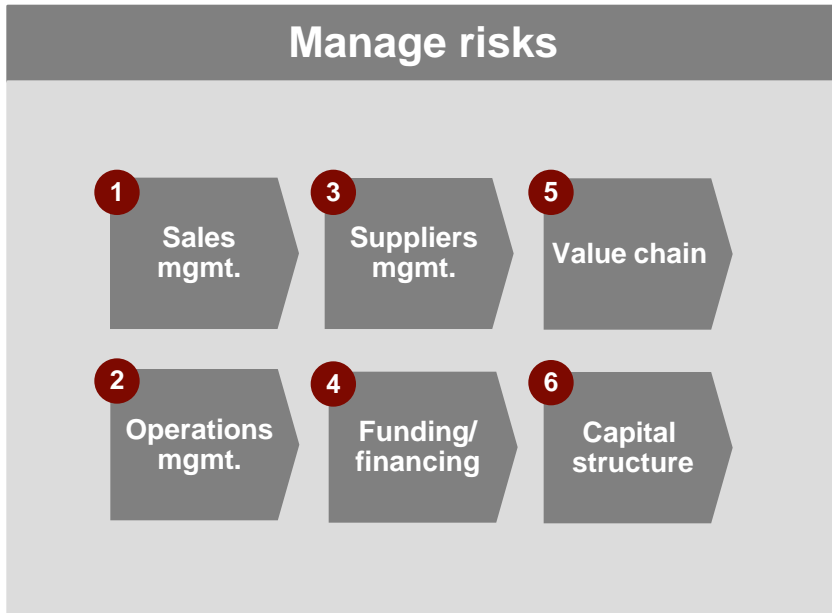 Manage risks
1
Sales
mgmt.
2
Operations
mgmt.
3
Suppliers
mgmt.
4
Funding/
financing
5
Value chain
6
Capital
structure